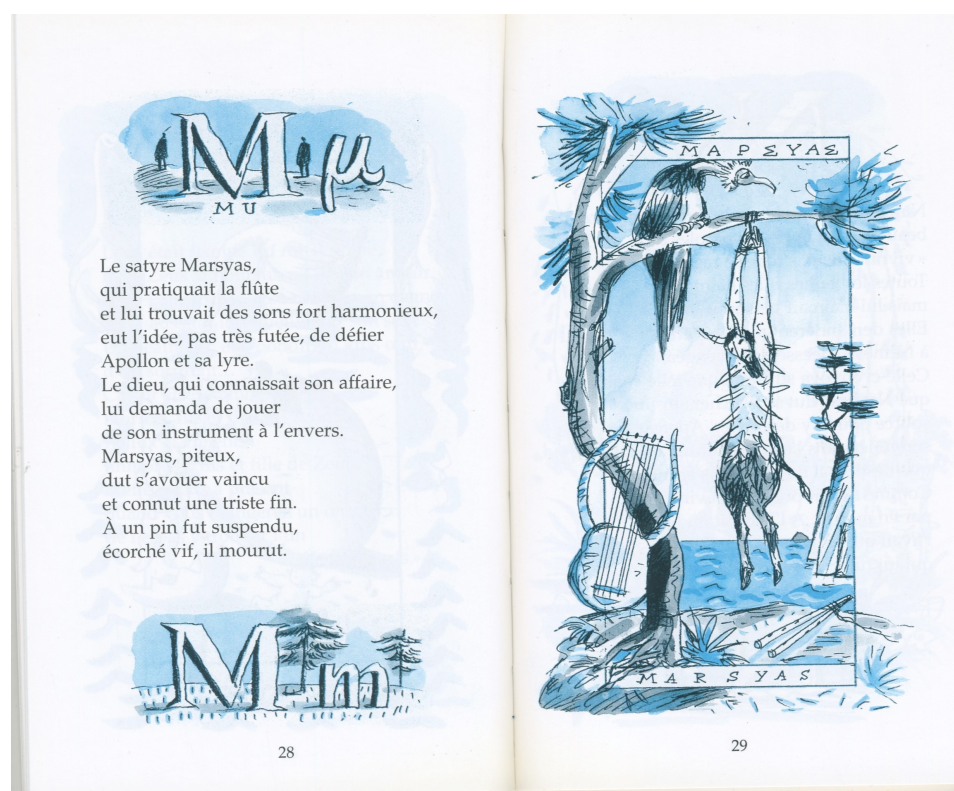 M μ
MU
Le satyre Marsyas,
qui pratiquait la flûte
et lui trouvait des sons fort harmonieux,
eut l’idée, pas très futée, de défier
Apollon et sa lyre.
Le dieu, qui connaissait son affaire,
lui demanda de jouer
de son instrument à l’envers.
Marsyas, piteux,
dut s’avouer vaincu
et connut une triste fin.
À un pin fut suspendu,
écorché vif, il mourut.
M m
28
ΜΑΡΣΥΑΣ
MARSYAS
29